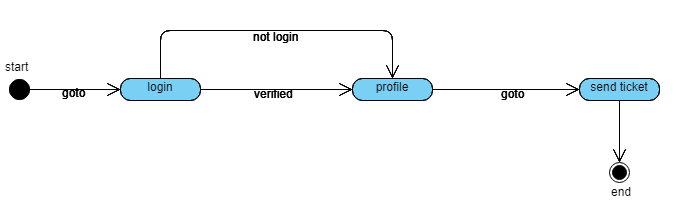 not login
start
goto
login
verified
profile
goto
send ticket
end